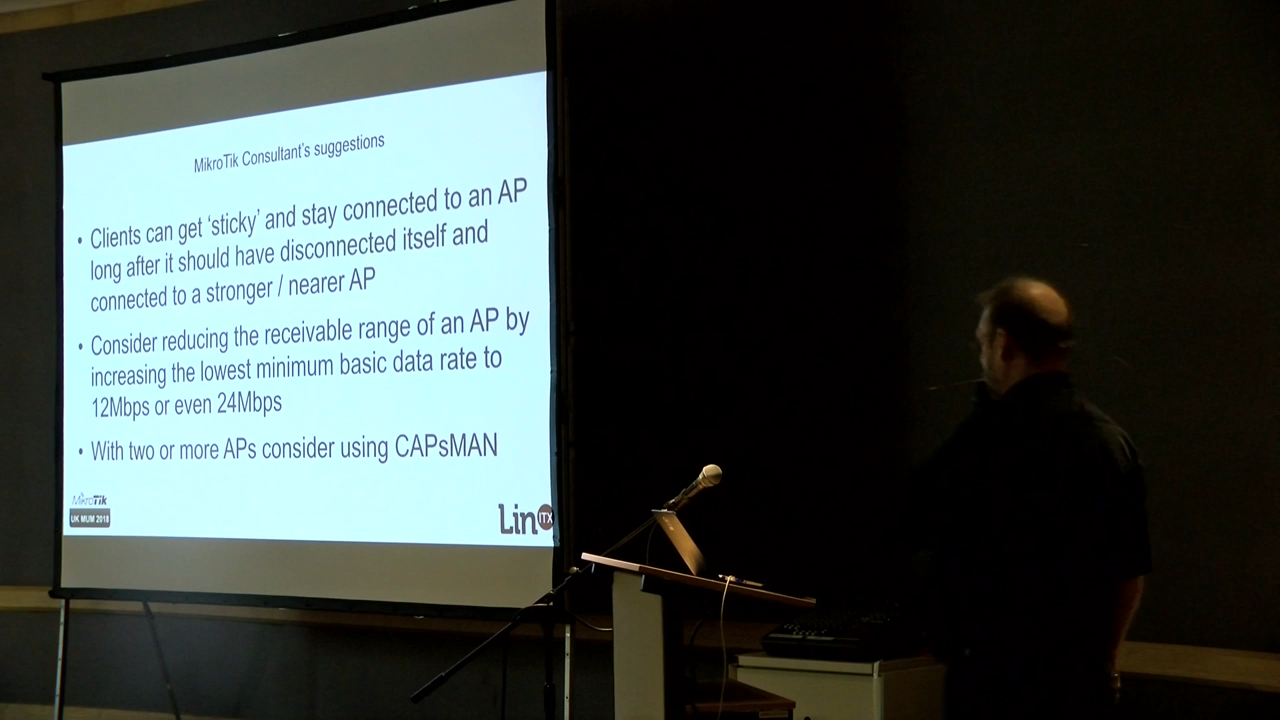 MikroTik Consultant's suggestions
• Clients can get 'sticky' and stay connected to an AP
long after it should have disconnected itself and
connected to a stronger / nearer AP
• Consider reducing the receivable range of an AP by
increasing the lowest minimum basic data rate to
12Mbps or even 24Mbps
• With two or more APs consider using CAPsMAN
MikroTik
UK MUM 2018
Lin ITX